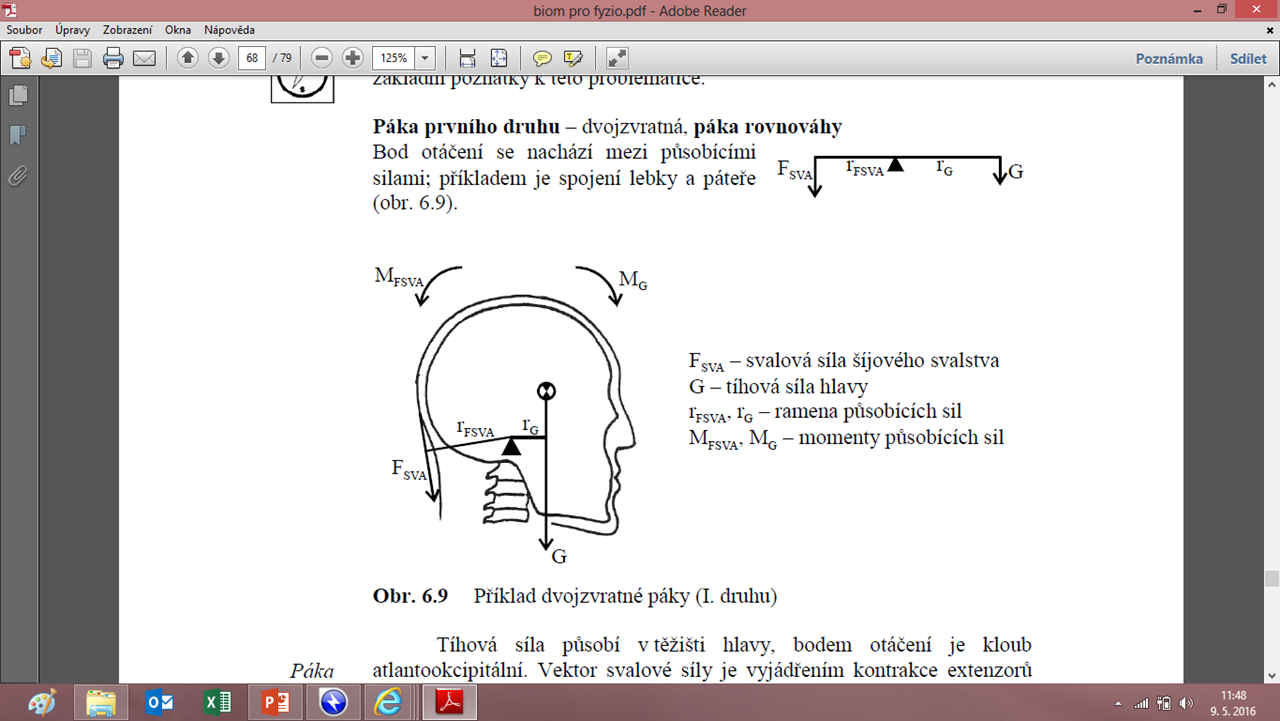 biom pro fyzio.pdf - Adobe Reader
Soubor Úpravy Zobrazení Okna Nápověda
68 / 79 125% Poznámka Sdílet
základní poznatky k této problematice.
Páka prvního druhu – dvojzvratná, páka rovnováhy
Bod otáčení se nachází mezi působícími
silami; příkladem je spojení lebky a páteře
(obr. 6.9).
FSVA rFSVA rG G
MFSVA MG
FSVA – svalová síla šíjového svalstva
G – tíhová síla hlavy
rFSVA, rG – ramena působících sil
MFSVA, MG – momenty působících sil
rFSVA rG
FSVA
G
Obr. 6.9 Příklad dvojzvratné páky (I. druhu)
Tíhová síla působí v těžišti hlavy, bodem otáčení je kloub
Páka atlantookcipitální. Vektor svalové síly je vyjádřením kontrakce extenzorů
11:48
9. 5. 2016